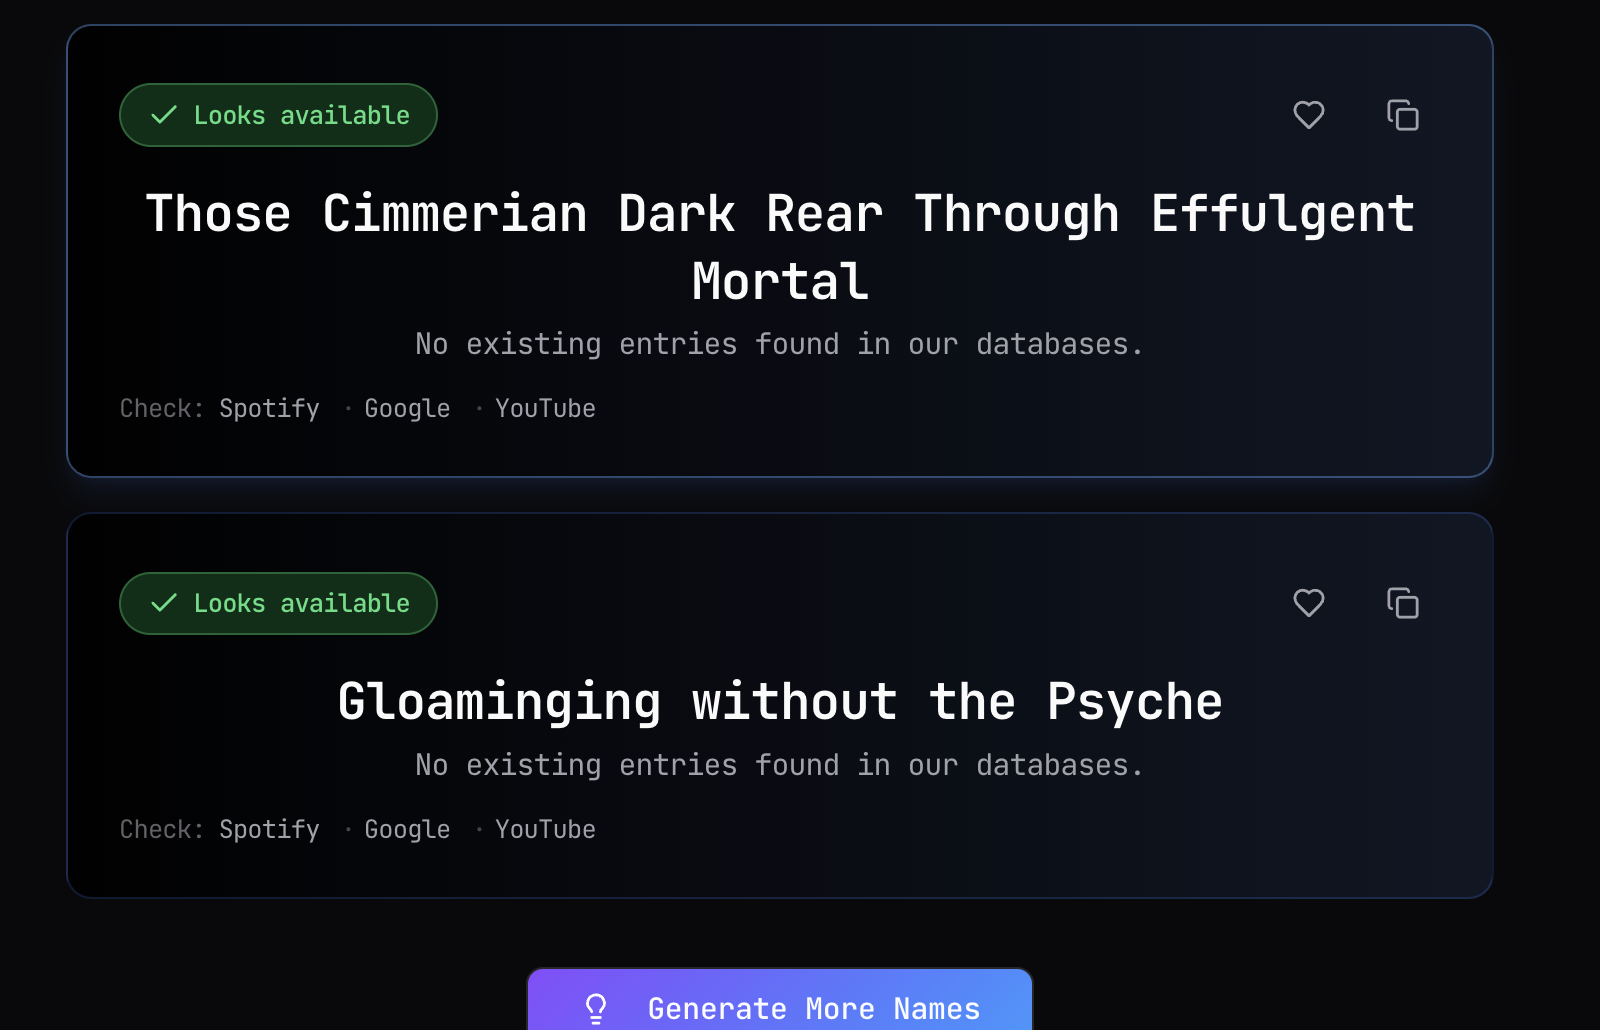 Looks available
Those Cimmerian Dark Rear Through Effulgent
Mortal
No existing entries found in our databases.
Check: Spotify · Google · YouTube
Looks available
Gloaminging without the Psyche
No existing entries found in our databases.
Check: Spotify · Google · YouTube
Generate More Names